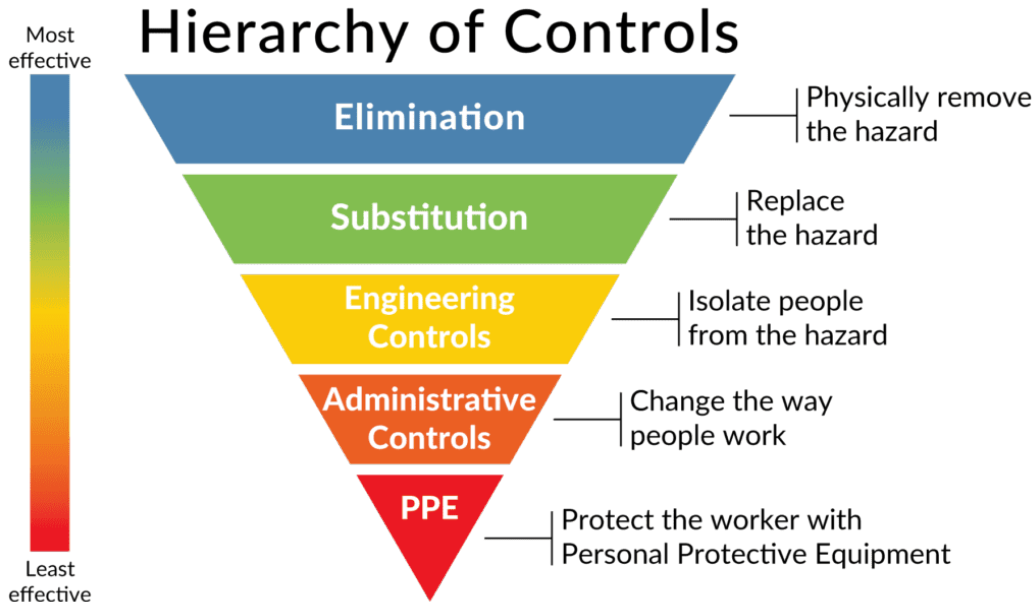 Hierarchy of Controls
Most
effective
Elimination
Physically remove
the hazard
Substitution
Replace
the hazard
Engineering
Controls
Isolate people
from the hazard
Administrative
Controls
Change the way
people work
PPE
Protect the worker with
Personal Protective Equipment
Least
effective